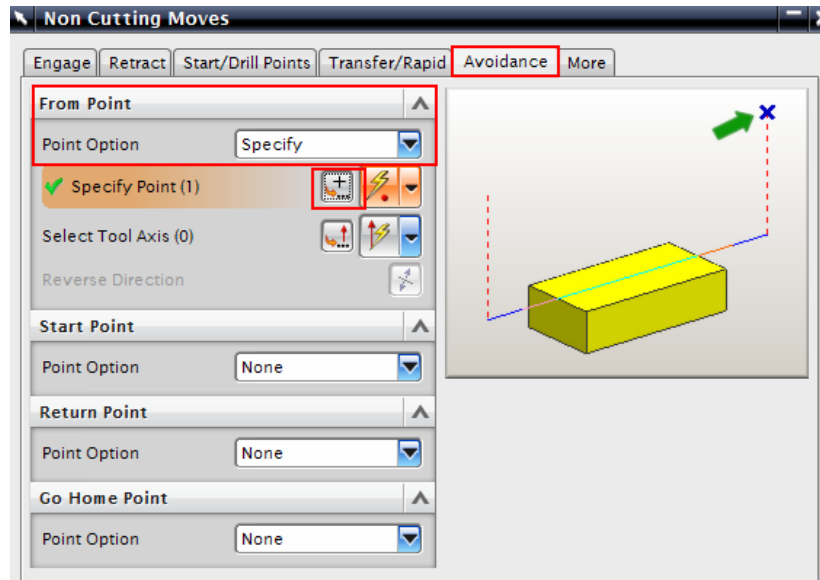 Non Cutting Moves
Engage Retract Start/Drill Points Transfer/Rapid Avoidance More
From Point
Point Option Specify
Specify Point (1)
Select Tool Axis (0)
Reverse Direction
Start Point
Point Option None
Return Point
Point Option None
Go Home Point
Point Option None